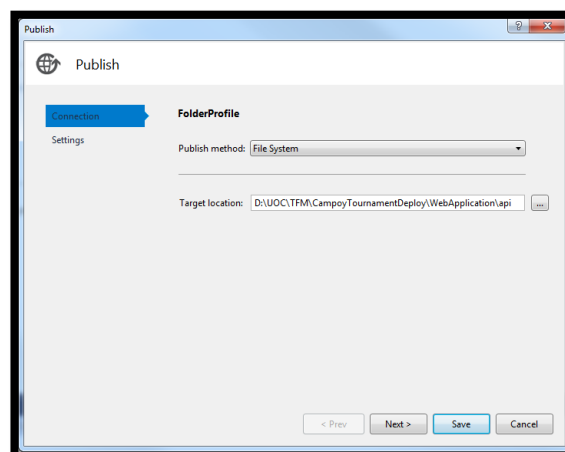 Publish
Publish
Connection
Settings
FolderProfile
Publish method: File System
Target location: D:\UOC\TFM\CampoyTournamentDeploy\WebApplication\api ...
< Prev Next > Save Cancel